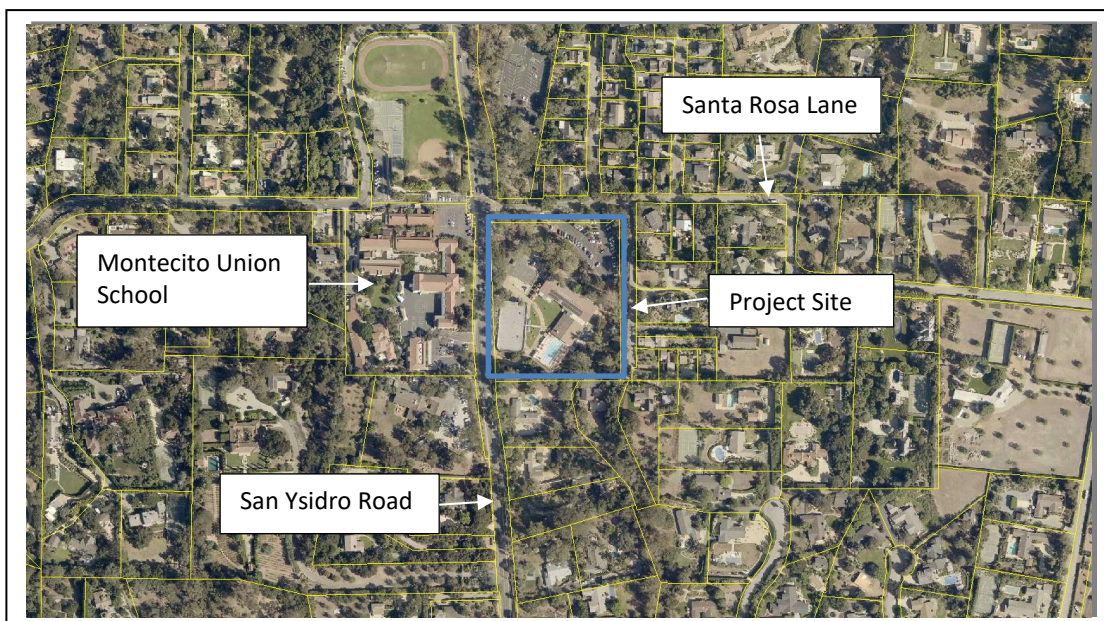 Santa Rosa Lane
Montecito Union
School
Project Site
San Ysidro Road